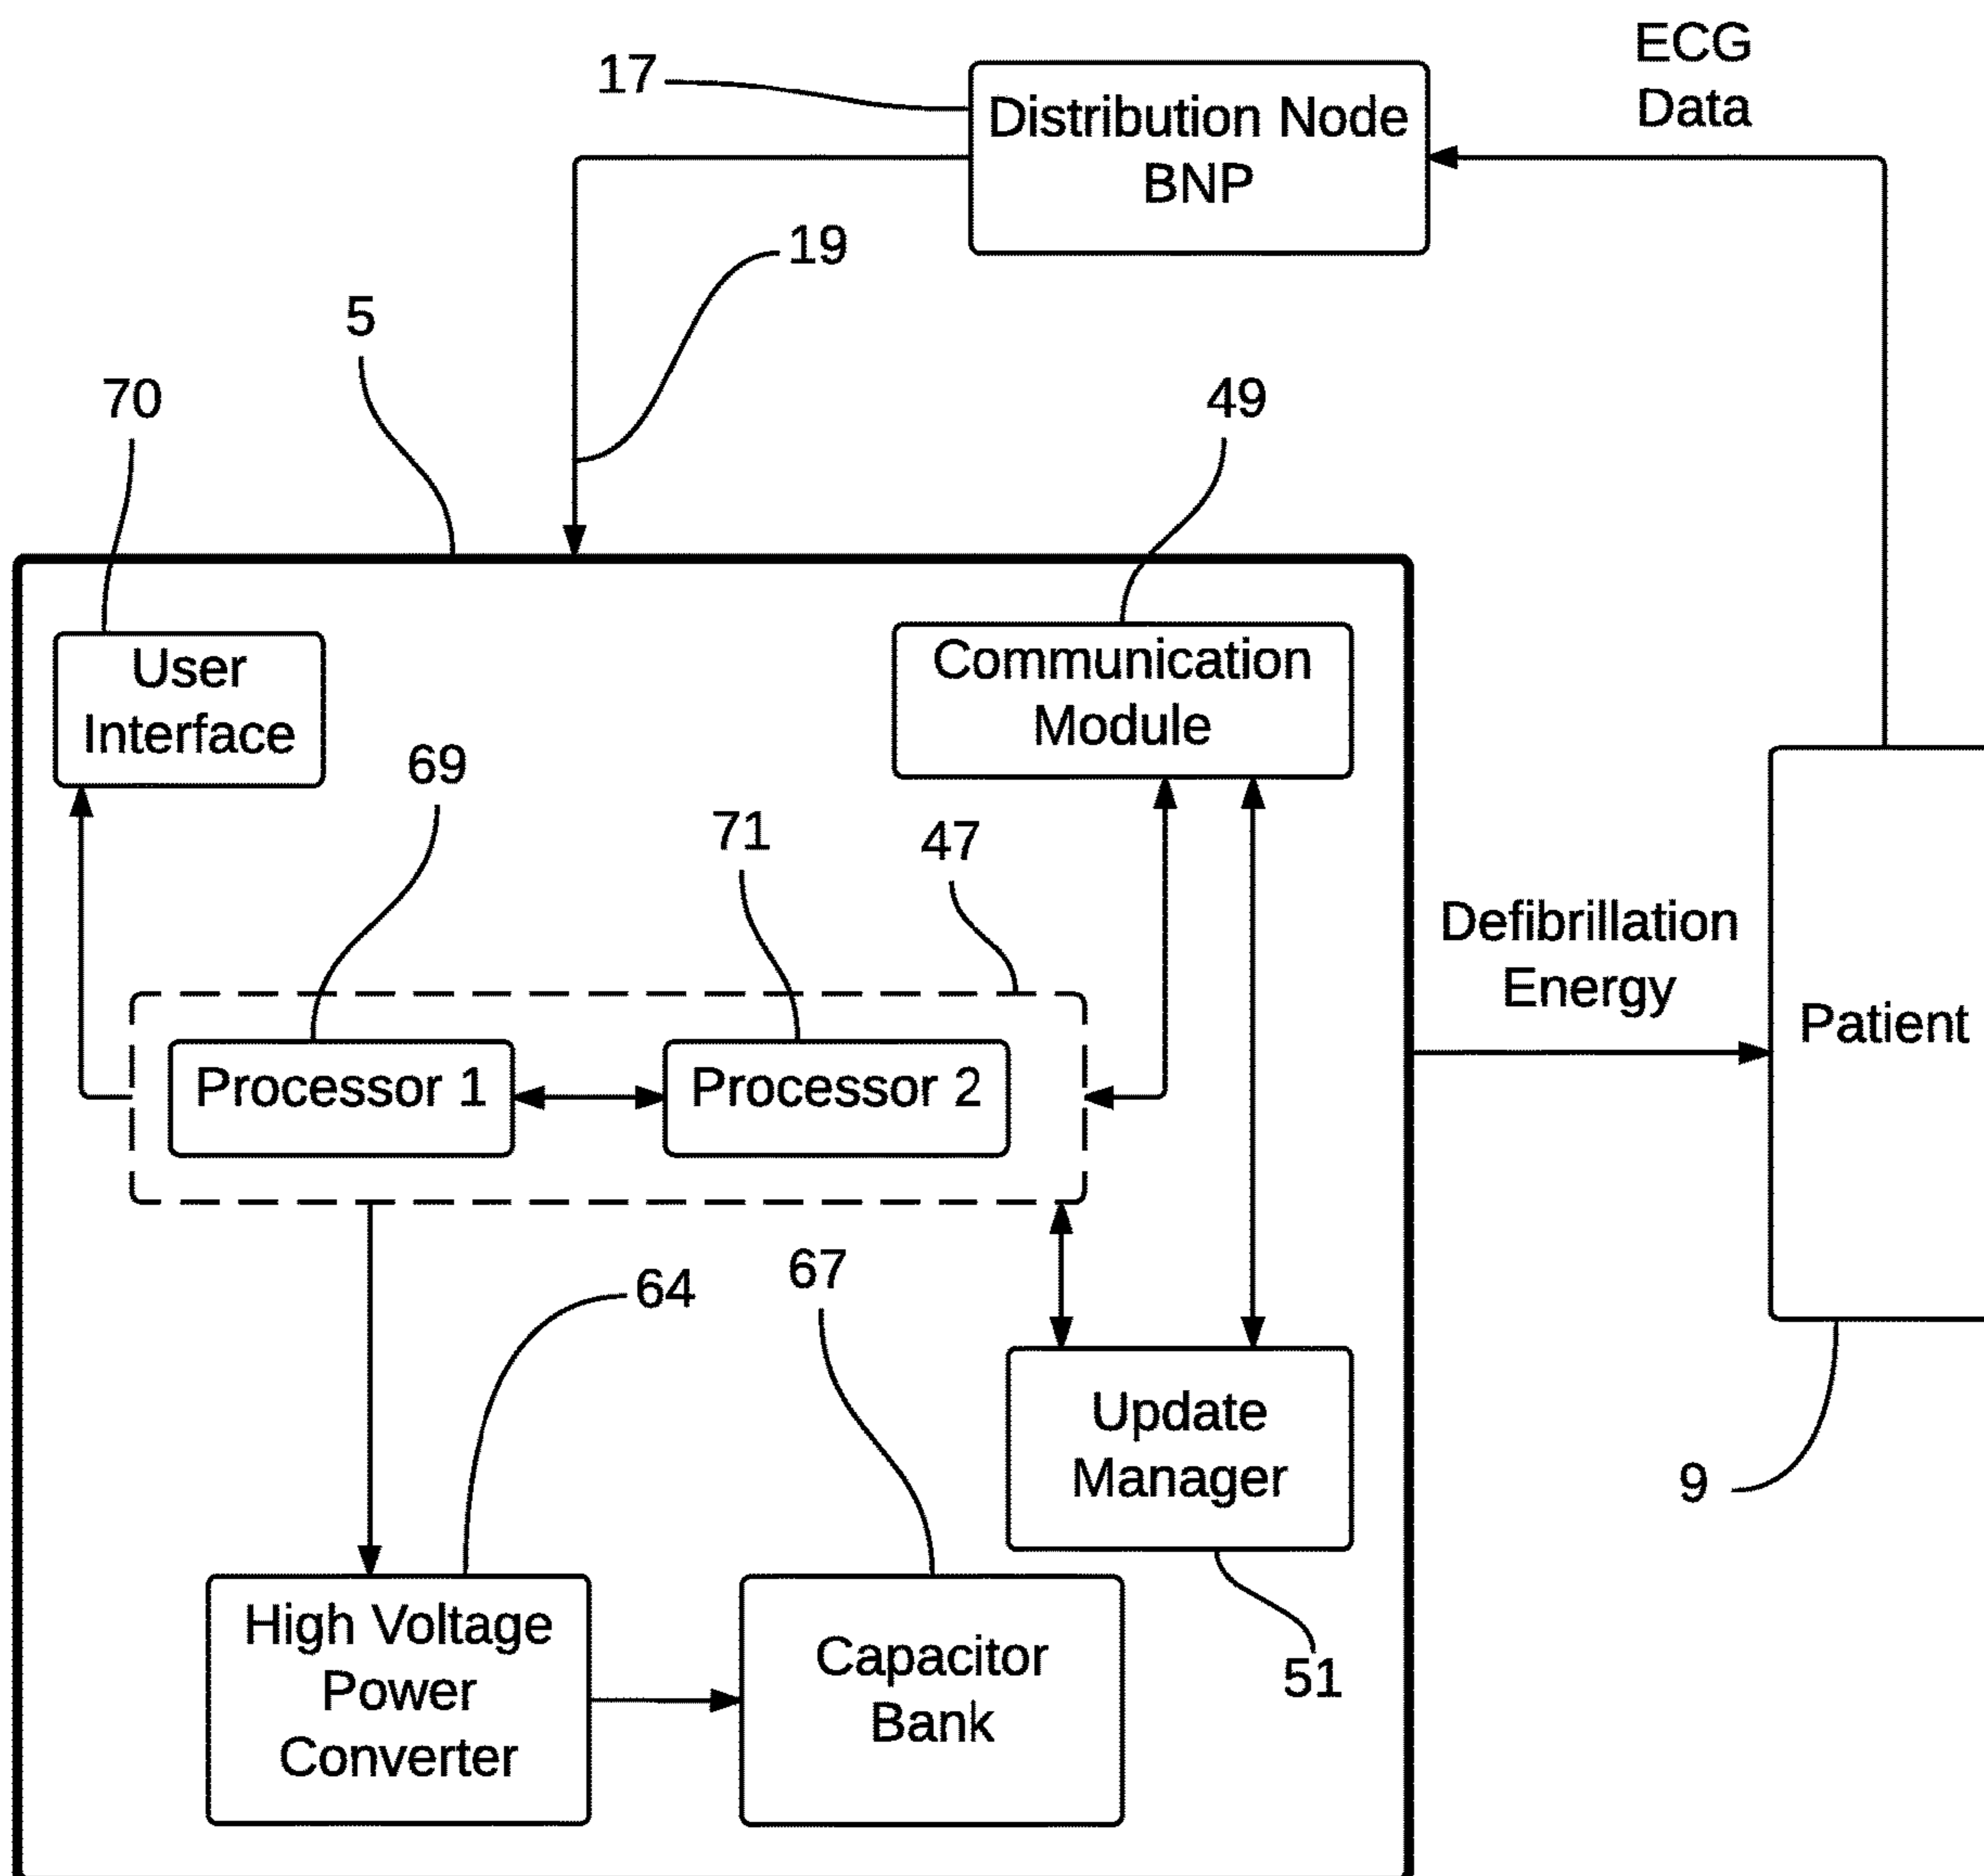 ECG
Data
17
Distribution Node
BNP
19
5
70
49
User
Interface
Communication
Module
69
71
47
Defibrillation
Energy
Patient
Processor 1
Processor 2
64
67
Update
Manager
9
High Voltage
Power
Converter
Capacitor
Bank
51